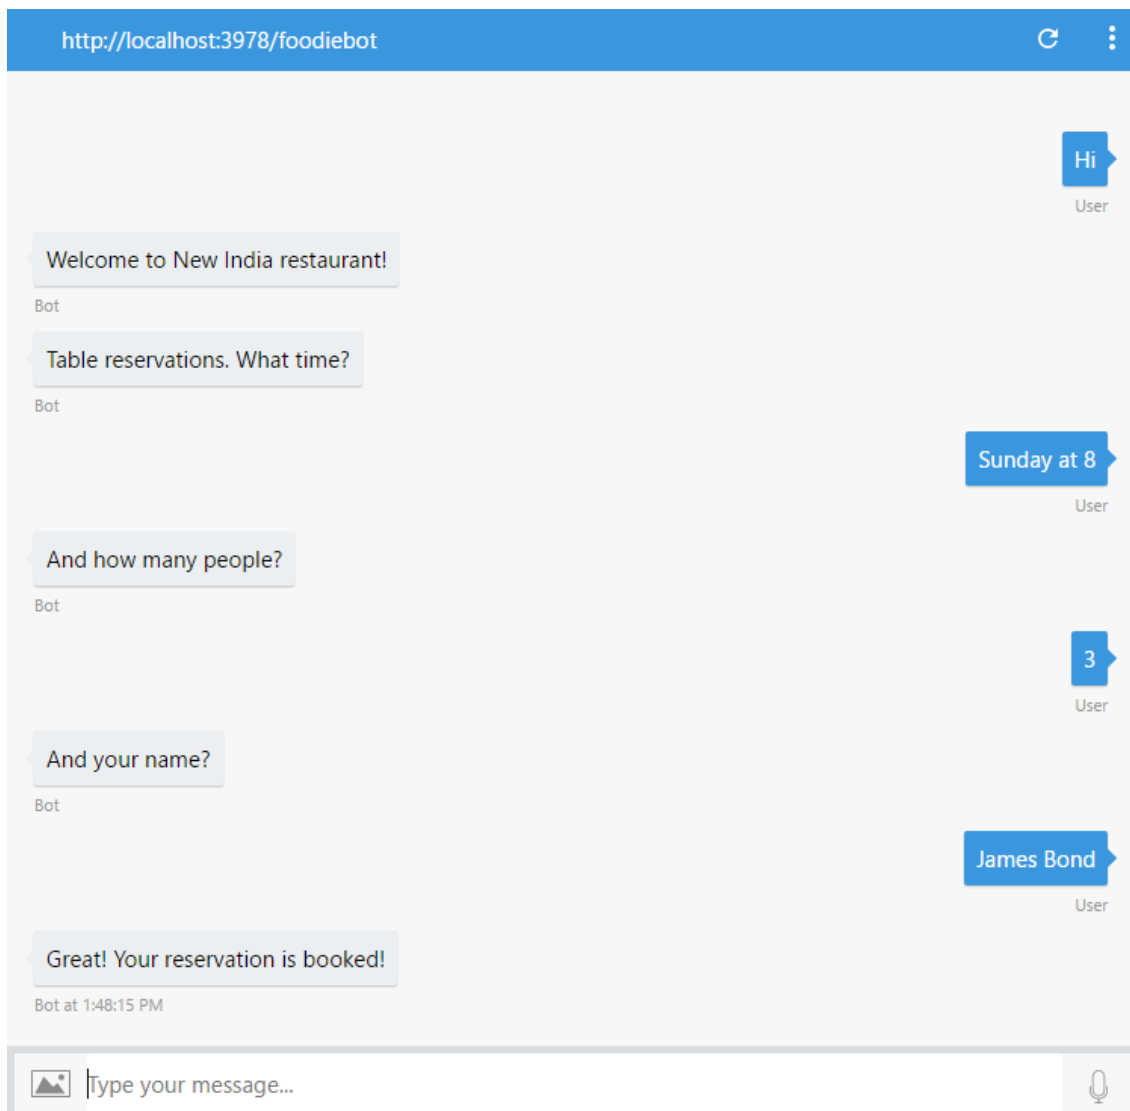 http://localhost:3978/foodiebot
Hi
User
Welcome to New India restaurant!
Bot
Table reservations. What time?
Bot
Sunday at 8
User
And how many people?
Bot
3
User
And your name?
Bot
James Bond
User
Great! Your reservation is booked!
Bot at 1:48:15 PM
Type your message...